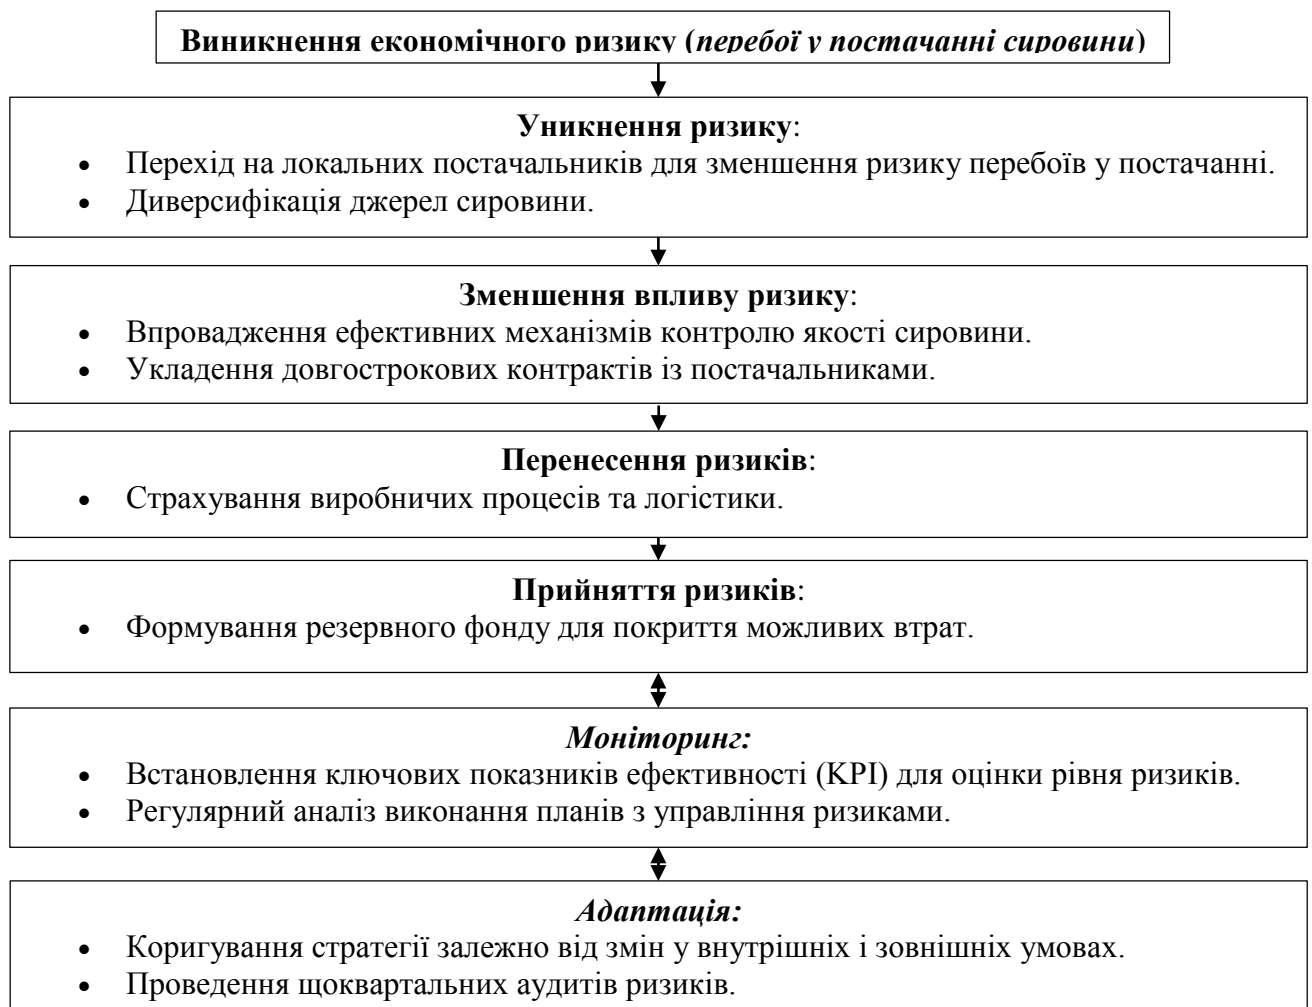 Виникнення економічного ризику (перебої у постачанні сировини)
Уникнення ризику:
• Перехід на локальних постачальників для зменшення ризику перебоїв у постачанні.
• Диверсифікація джерел сировини.
Зменшення впливу ризику:
• Впровадження ефективних механізмів контролю якості сировини.
• Укладення довгострокових контрактів із постачальниками.
Перенесення ризиків:
• Страхування виробничих процесів та логістики.
Прийняття ризиків:
• Формування резервного фонду для покриття можливих втрат.
Моніторинг:
• Встановлення ключових показників ефективності (KPI) для оцінки рівня ризиків.
• Регулярний аналіз виконання планів з управління ризиками.
Адаптація:
• Коригування стратегії залежно від змін у внутрішніх і зовнішніх умовах.
• Проведення щоквартальних аудитів ризиків.